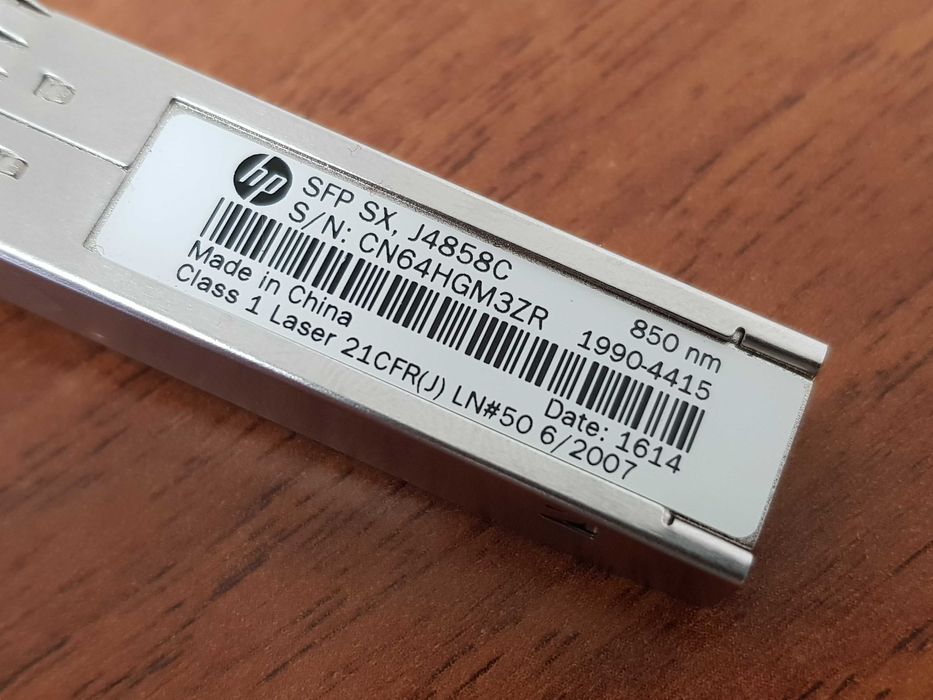 hp
SFP SX, J4858C 850 nm
S/N: CN64HGM3ZR 1990-4415
Made in China Date: 1614
Class 1 Laser 21CFR(J) LN#50 6/2007